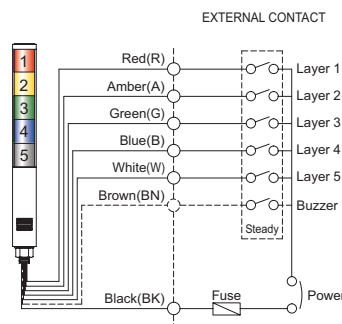 EXTERNAL CONTACT
1
2
3
4
5
Red(R)
Amber(A)
Green(G)
Blue(B)
White(W)
Brown(BN)
Black(BK)
Layer 1
Layer 2
Layer 3
Layer 4
Layer 5
Buzzer
Steady
Fuse
Power